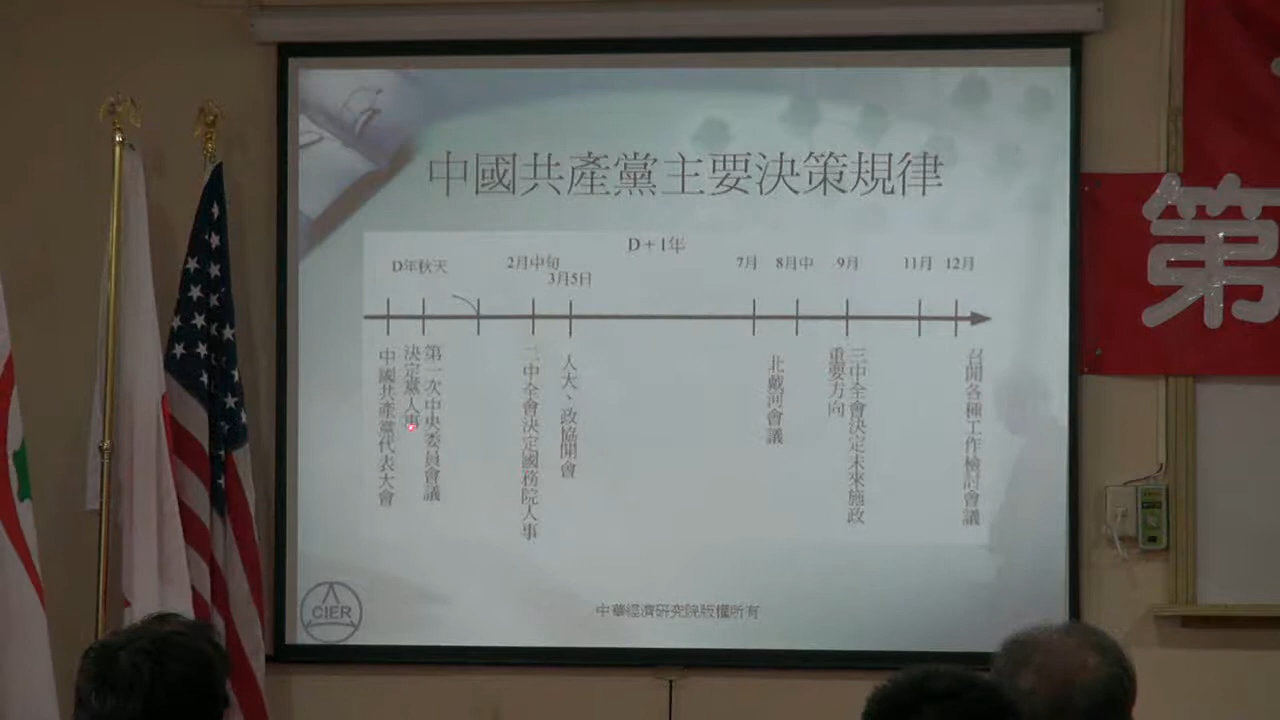 中國共產黨主要決策規律
D+1年
D年秋天
2月中旬
3月5日
7月
8月中
9月
11月
12月
中國共產黨代表大會
第一次中央委員會議
決定黨人事
二中全會決定國務院人事
人大、政協開會
北戴河會議
三中全會決定未來施政
重要方向
召開各種工作檢討會議
CIER
中華經濟研究院版權所有
第